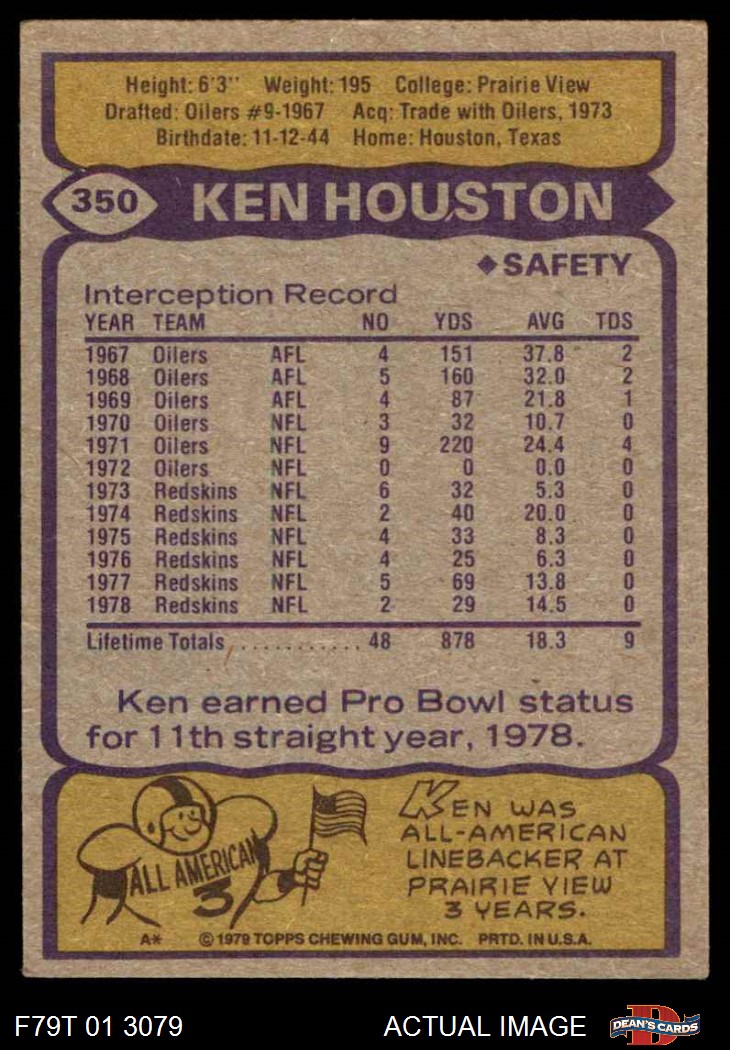 Height: 6'3" Weight: 195 College: Prairie View
Drafted: Oilers #9-1967 Acq: Trade with Oilers, 1973
Birthdate: 11-12-44 Home: Houston, Texas
350 KEN HOUSTON
◆SAFETY
Interception Record
YEAR TEAM NO YDS AVG TDS
1967 Oilers AFL 4 151 37.8 2
1968 Oilers AFL 5 160 32.0 2
1969 Oilers AFL 4 87 21.8 1
1970 Oilers NFL 3 32 10.7 0
1971 Oilers NFL 9 220 24.4 4
1972 Oilers NFL 0 0 0.0 0
1973 Redskins NFL 6 32 5.3 0
1974 Redskins NFL 2 40 20.0 0
1975 Redskins NFL 4 33 8.3 0
1976 Redskins NFL 4 25 6.3 0
1977 Redskins NFL 5 69 13.8 0
1978 Redskins NFL 2 29 14.5 0
Lifetime Totals ............ 48 878 18.3 9
Ken earned Pro Bowl status
for 11th straight year, 1978.
ALL AMERICAN
3
KEN WAS
ALL-AMERICAN
LINEBACKER AT
PRAIRIE VIEW
3 YEARS.
A* © 1979 TOPPS CHEWING GUM, INC. PRTD. IN U.S.A.
F79T 01 3079 ACTUAL IMAGE D DEAN'S CARDS